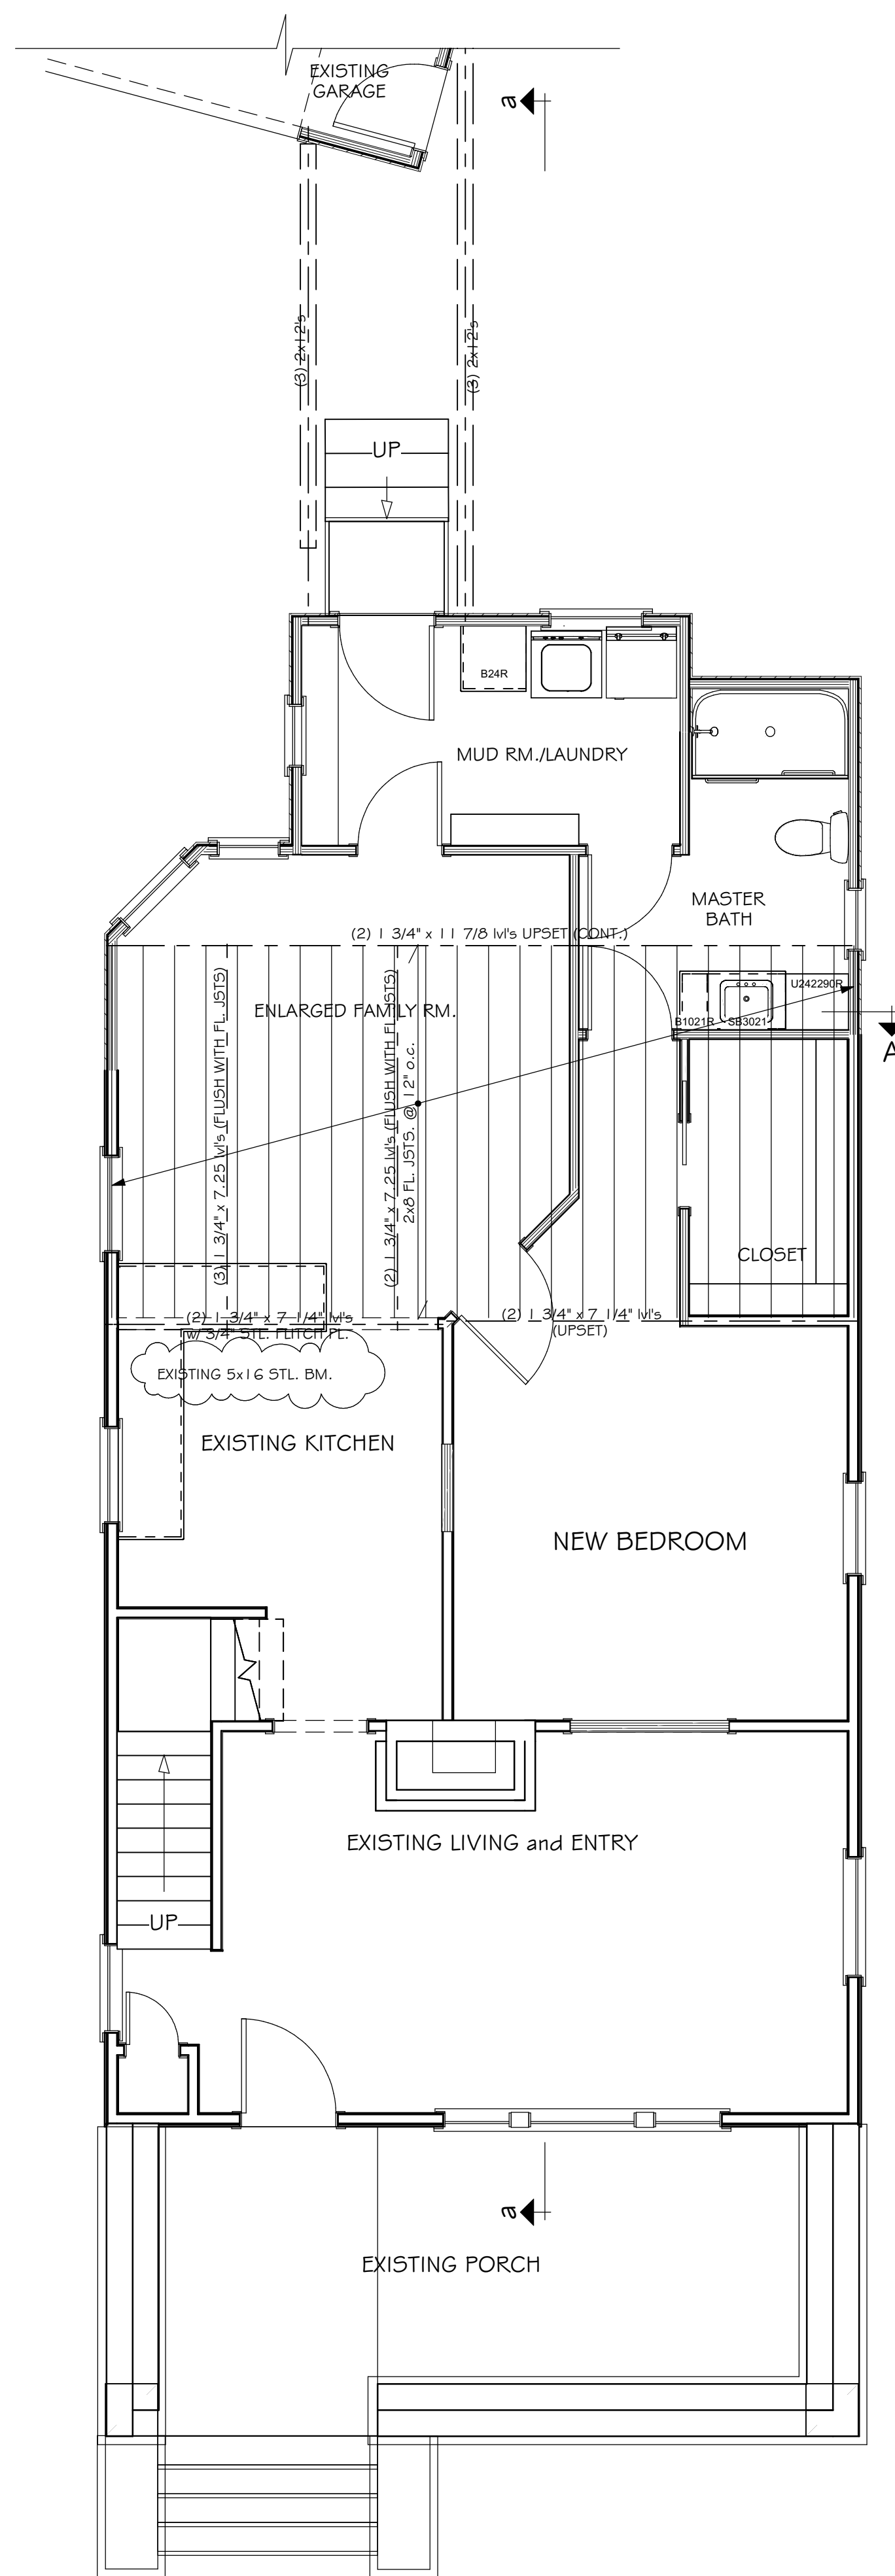 EXISTING
GARAGE
a
(3) 2x12's
(3) 2x12's
UP
B24R
MUD RM./LAUNDRY
MASTER
BATH
(2) 1 3/4" x 11 7/8 lvl's UPSET (CONT.)
U242290R
B1021R
SB3021
ENLARGED FAMILY RM.
A
(3) 1 3/4" x 7.25 lvl's (FLUSH WITH FL. JSTS)
(2) 1 3/4" x 7.25 lvl's (FLUSH WITH FL. JSTS)
2x8 FL. JSTS. @ 12" o.c.
CLOSET
(2) 1 3/4" x 7 1/4" lvl's
w/ 3/4" STL. FLITCH PL.
(2) 1 3/4" x 7 1/4" lvl's
(UPSET)
EXISTING 5x16 STL. BM.
EXISTING KITCHEN
NEW BEDROOM
EXISTING LIVING and ENTRY
UP
a
EXISTING PORCH